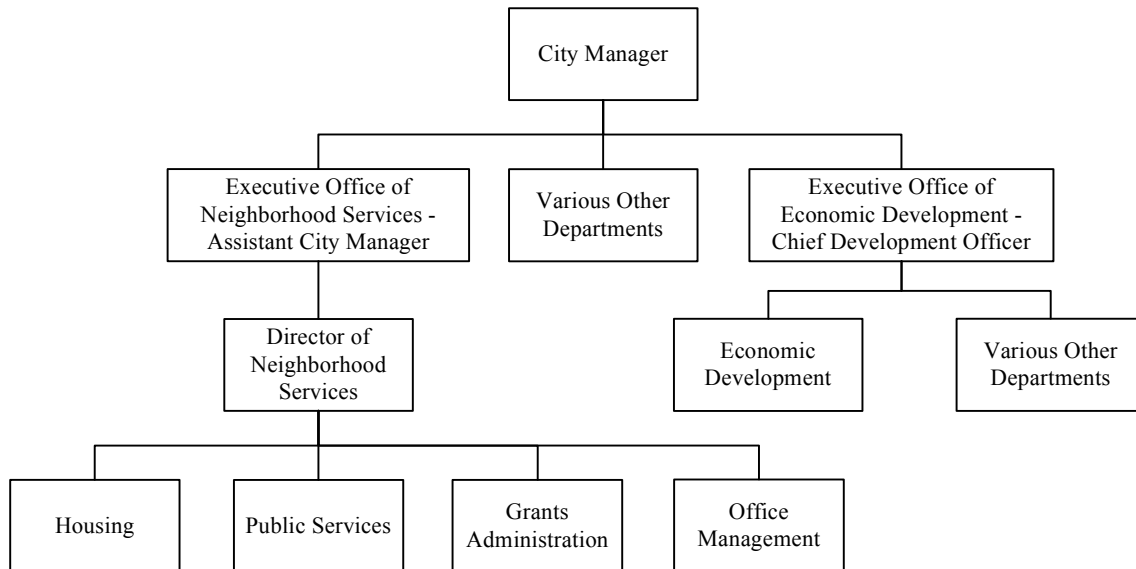 City Manager
Executive Office of
Neighborhood Services -
Assistant City Manager
Various Other
Departments
Executive Office of
Economic Development -
Chief Development Officer
Director of
Neighborhood
Services
Economic
Development
Various Other
Departments
Housing
Public Services
Grants
Administration
Office
Management